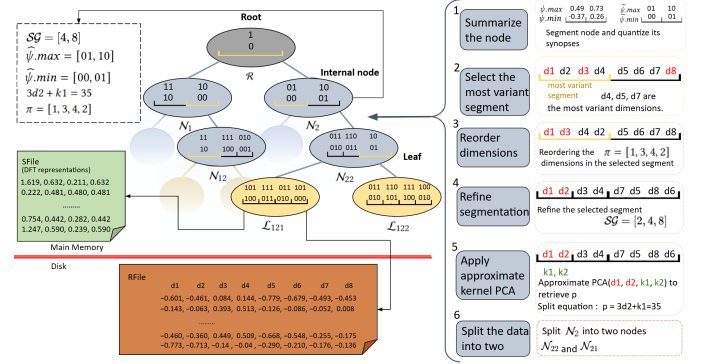 𝒮𝒢 = [4, 8]
ψ̂.max = [01, 10]
ψ̂.min = [00, 01]
3d2 + k1 = 35
π = [1, 3, 4, 2]
Root
1
0
ℛ
Internal node
11
10
10
00
𝒩1
01
00
10
01
𝒩2
11 111 010
10 100 001
𝒩12
011 110 10
010 011 01
𝒩22
Leaf
101 111 011 101
100 011 010 000
ℒ121
011 110 111 100
010 101 100 010
ℒ122
SFile
(DFT representations)
1.619, 0.632, 0.211, 0.632
0.222, 0.481, 0.480, 0.481
.........
0.754, 0.442, 0.282, 0.442
1.247, 0.590, 0.239, 0.590
Main Memory
Disk
RFile
d1 d2 d3 d4 d5 d6 d7 d8
−0.601, −0.461, 0.084, 0.144, −0.779, −0.679, −0.493, −0.453
−0.143, −0.063, 0.393, 0.513, −0.126, −0.086, −0.052, 0.008
.........
−0.460, −0.360, 0.449, 0.509, −0.668, −0.548, −0.255, −0.175
−0.773, −0.713, −0.14 , −0.04 , −0.290, −0.210, −0.176, −0.136
1
Summarize
the node
ψ.max 0.49 0.73
ψ.min -0.37 0.26
ψ̂.max 01 10
ψ̂.min 00 01
Segment node and quantize its
synopses
2
Select the
most variant
segment
d1 d2 d3 d4 d5 d6 d7 d8
most variant
segment
d4, d5, d7 are
the most variant dimensions.
3
Reorder
dimensions
d1 d3 d4 d2 d5 d6 d7 d8
Reordering the π = [1, 3, 4, 2]
dimensions in the selected segment
4
Refine
segmentation
d1 d2 d3 d4 d7 d5 d8 d6
Refine the selected segment
𝒮𝒢 = [2, 4, 8]
5
Apply
approximate
kernel PCA
d1 d2 d3 d4 d7 d5 d8 d6
k1, k2
Approximate PCA(d1, d2, k1, k2) to
retrieve p
Split equation : p = 3d2+k1=35
6
Split the data
into two
Split 𝒩2 into two nodes
𝒩22 and 𝒩21